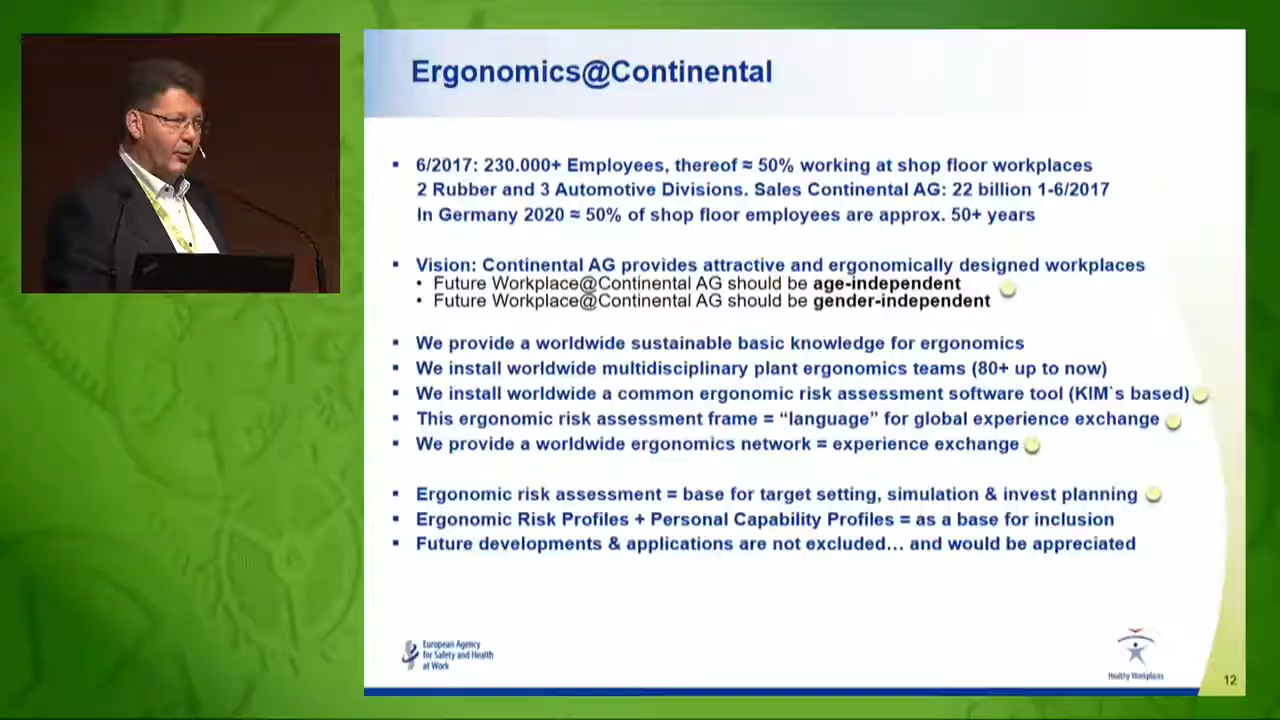 Ergonomics@Continental
▪ 6/2017: 230.000+ Employees, thereof ≈ 50% working at shop floor workplaces
2 Rubber and 3 Automotive Divisions. Sales Continental AG: 22 billion 1-6/2017
In Germany 2020 ≈ 50% of shop floor employees are approx. 50+ years
▪ Vision: Continental AG provides attractive and ergonomically designed workplaces
• Future Workplace@Continental AG should be age-independent
• Future Workplace@Continental AG should be gender-independent
▪ We provide a worldwide sustainable basic knowledge for ergonomics
▪ We install worldwide multidisciplinary plant ergonomics teams (80+ up to now)
▪ We install worldwide a common ergonomic risk assessment software tool (KIM`s based)
▪ This ergonomic risk assessment frame = “language” for global experience exchange
▪ We provide a worldwide ergonomics network = experience exchange
▪ Ergonomic risk assessment = base for target setting, simulation & invest planning
▪ Ergonomic Risk Profiles + Personal Capability Profiles = as a base for inclusion
▪ Future developments & applications are not excluded… and would be appreciated
European Agency
for Safety and Health
at Work
Healthy Workplaces
12